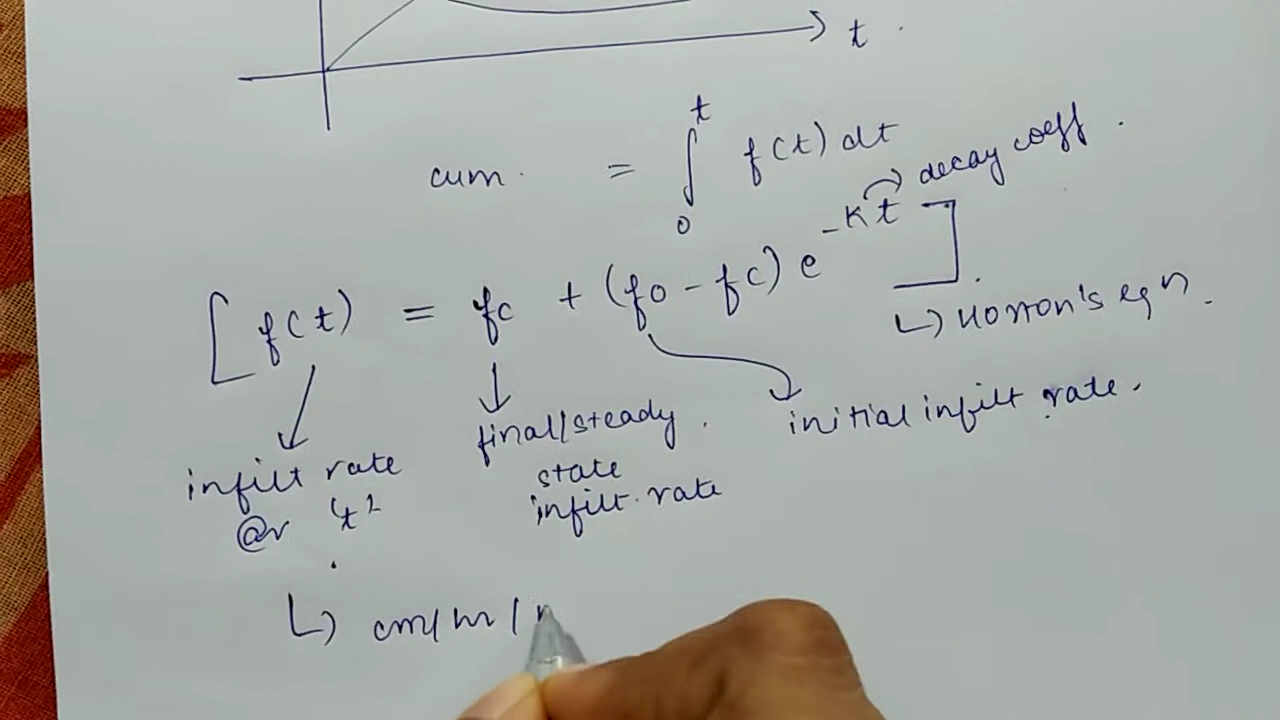 t .
cum. = ∫₀ᵗ f(t) dt
[ f(t) = fc + (fo - fc) e^-Kt ] . → decay coeff .
↳ Horton's eqn .
infilt rate @ 't'
final/steady . state infilt. rate
initial infilt rate .
↳ cm/hr /